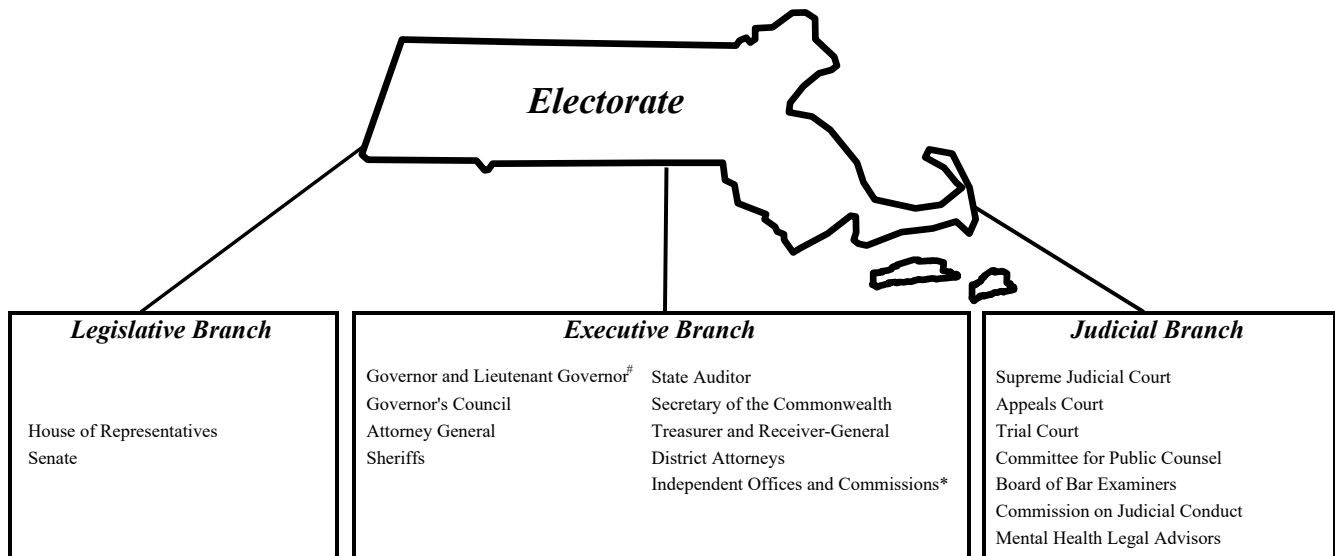 Electorate
Legislative Branch
House of Representatives
Senate
Executive Branch
Governor and Lieutenant Governor#
Governor's Council
Attorney General
Sheriffs
State Auditor
Secretary of the Commonwealth
Treasurer and Receiver-General
District Attorneys
Independent Offices and Commissions*
Judicial Branch
Supreme Judicial Court
Appeals Court
Trial Court
Committee for Public Counsel
Board of Bar Examiners
Commission on Judicial Conduct
Mental Health Legal Advisors